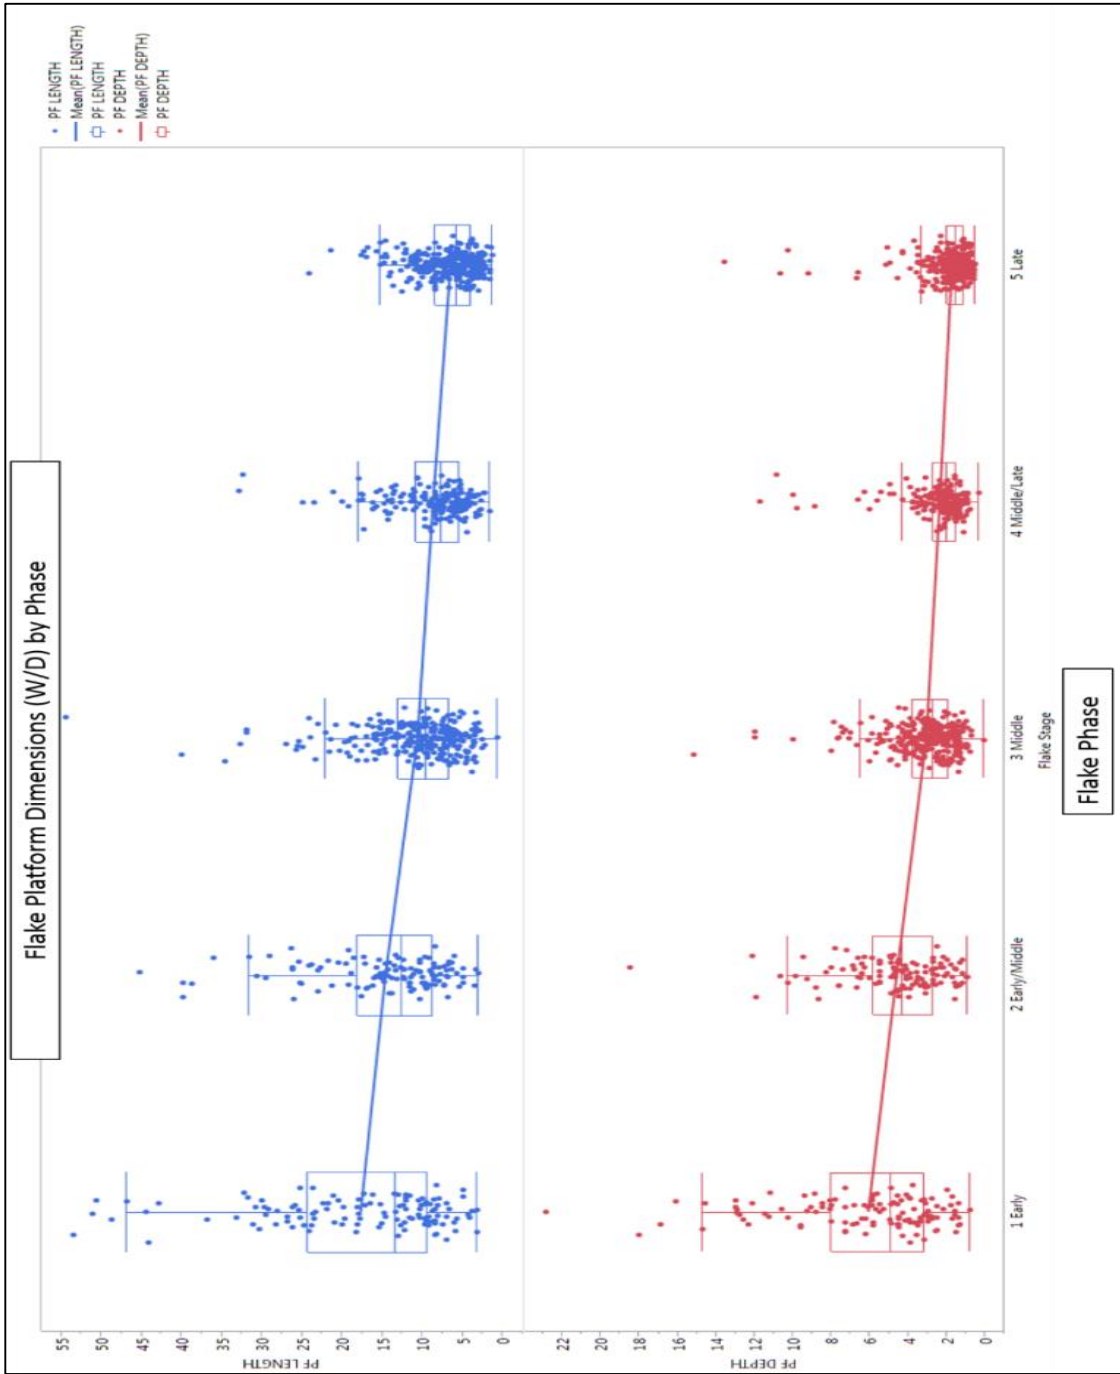 Flake Platform Dimensions (W/D) by Phase
PF LENGTH
Mean(PF LENGTH)
PF LENGTH
PF DEPTH
Mean(PF DEPTH)
PF DEPTH
PF LENGTH
55
50
45
40
35
30
25
20
15
10
5
0
PF DEPTH
22
20
18
16
14
12
10
8
6
4
2
0
1 Early
2 Early/Middle
3 Middle
4 Middle/Late
5 Late
Flake Stage
Flake Phase